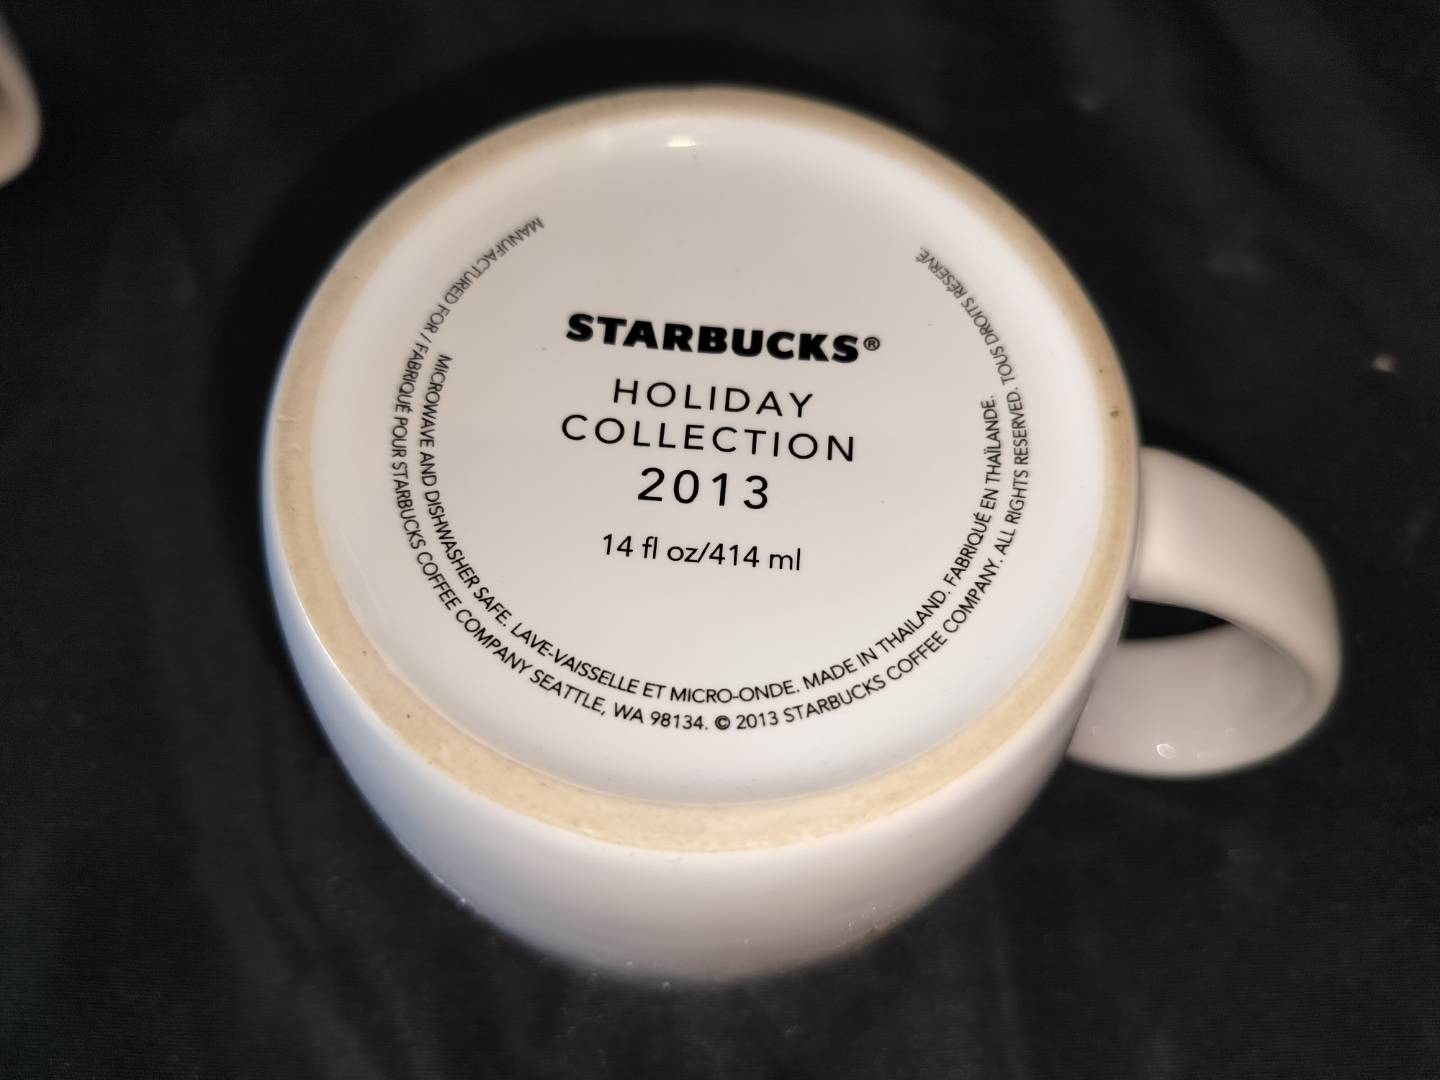 STARBUCKS®
HOLIDAY
COLLECTION
2013
14 fl oz/414 ml
MICROWAVE AND DISHWASHER SAFE. LAVE-VAISSELLE ET MICRO-ONDE. MADE IN THAILAND. FABRIQUÉ EN THAÏLANDE.
MANUFACTURED FOR / FABRIQUÉ POUR STARBUCKS COFFEE COMPANY SEATTLE, WA 98134. © 2013 STARBUCKS COFFEE COMPANY. ALL RIGHTS RESERVED. TOUS DROITS RÉSERVÉ.